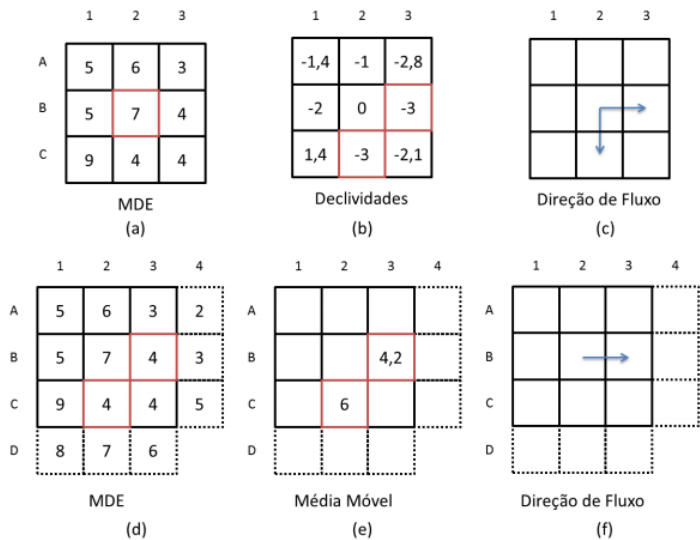 1 2 3
A 5 6 3
B 5 7 4
C 9 4 4
MDE
(a)
1 2 3
-1,4 -1 -2,8
-2 0 -3
1,4 -3 -2,1
Declividades
(b)
1 2 3
Direção de Fluxo
(c)
1 2 3 4
A 5 6 3 2
B 5 7 4 3
C 9 4 4 5
D 8 7 6
MDE
(d)
1 2 3 4
A
B 4,2
C 6
D
Média Móvel
(e)
1 2 3 4
A
B
C
D
Direção de Fluxo
(f)